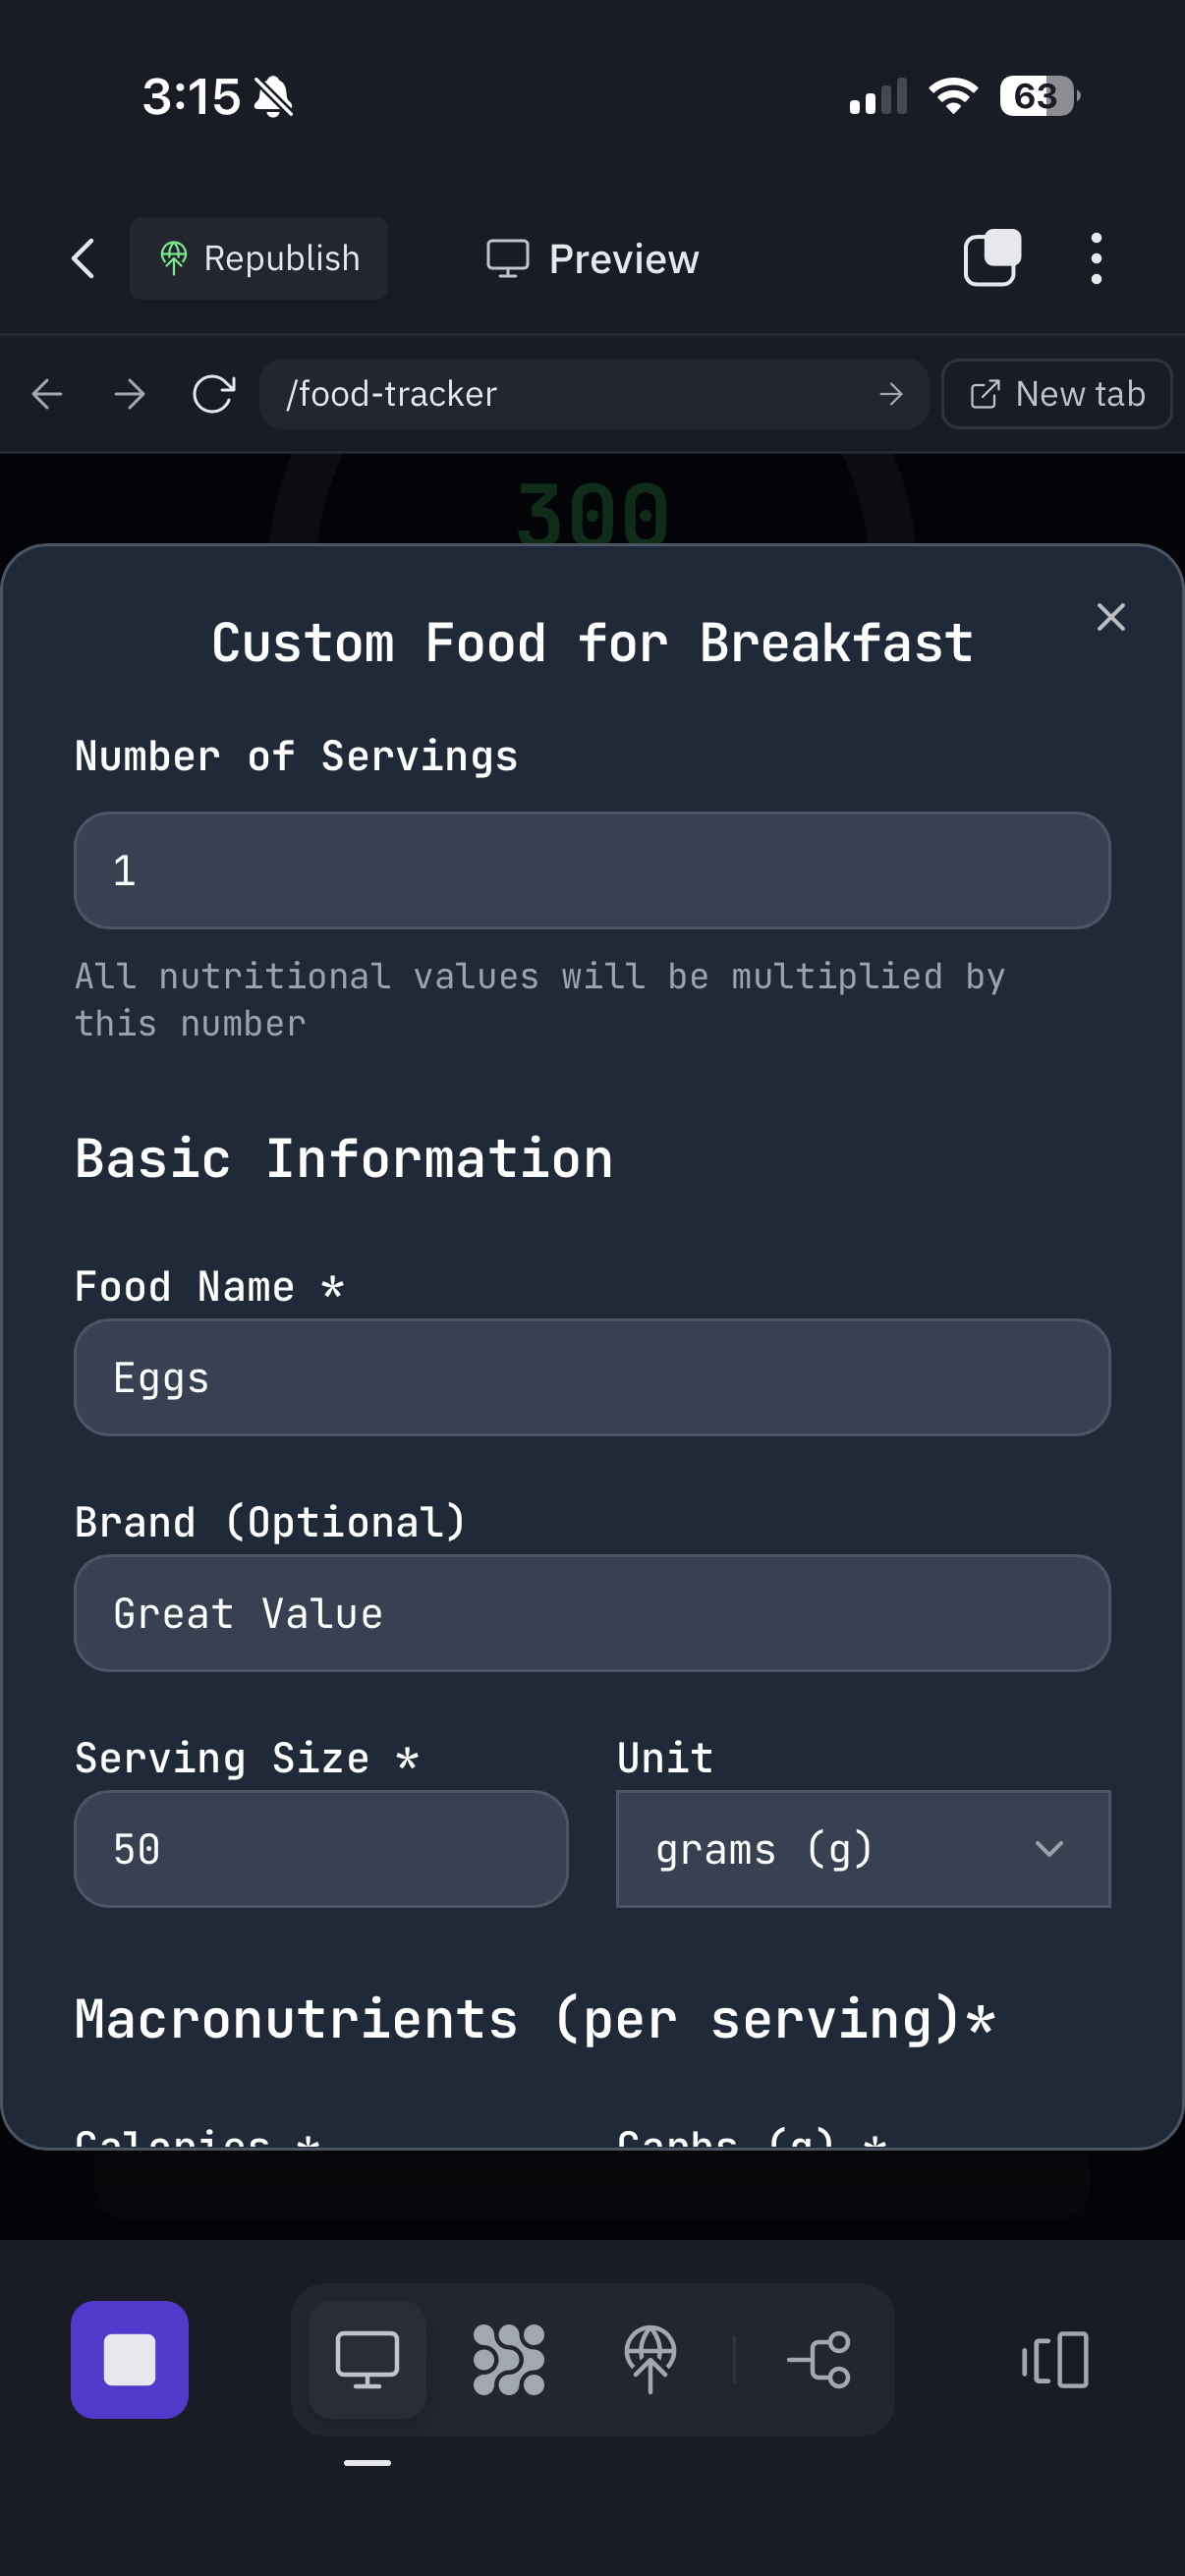 3:15
63
Republish
Preview
/food-tracker
New tab
300
Custom Food for Breakfast
Number of Servings
1
All nutritional values will be multiplied by
this number
Basic Information
Food Name *
Eggs
Brand (Optional)
Great Value
Serving Size *
Unit
50
grams (g)
Macronutrients (per serving)*
Calories *
Carbs (g) *